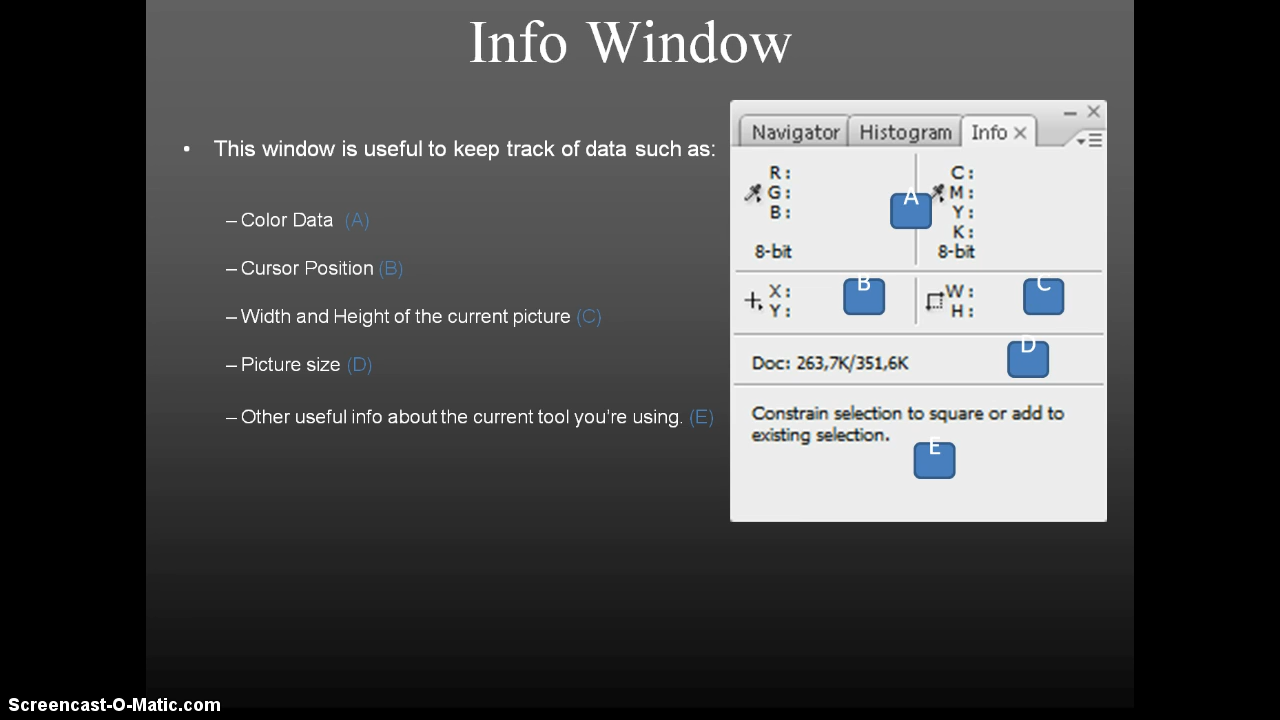 Info Window
• This window is useful to keep track of data such as:
– Color Data (A)
– Cursor Position (B)
– Width and Height of the current picture (C)
– Picture size (D)
– Other useful info about the current tool you're using. (E)
Navigator Histogram Info
R:
G:
B:
8-bit
A
C:
M:
Y:
K:
8-bit
X:
Y:
B
W:
H:
C
Doc: 263,7K/351,6K
D
Constrain selection to square or add to
existing selection.
E
Screencast-O-Matic.com